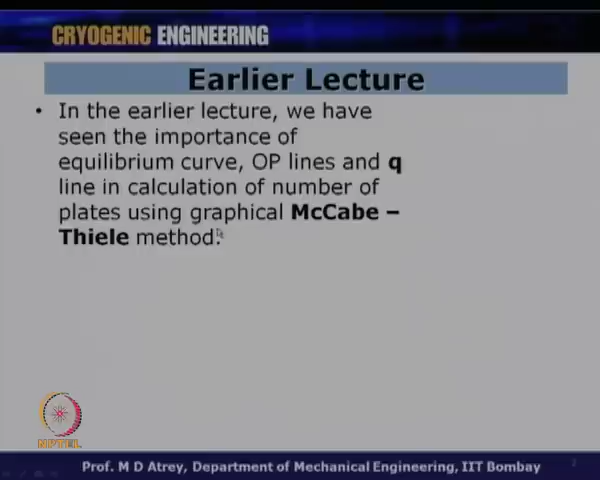 CRYOGENIC ENGINEERING
Earlier Lecture
• In the earlier lecture, we have
seen the importance of
equilibrium curve, OP lines and q
line in calculation of number of
plates using graphical McCabe –
Thiele method.
NPTEL
Prof. M D Atrey, Department of Mechanical Engineering, IIT Bombay